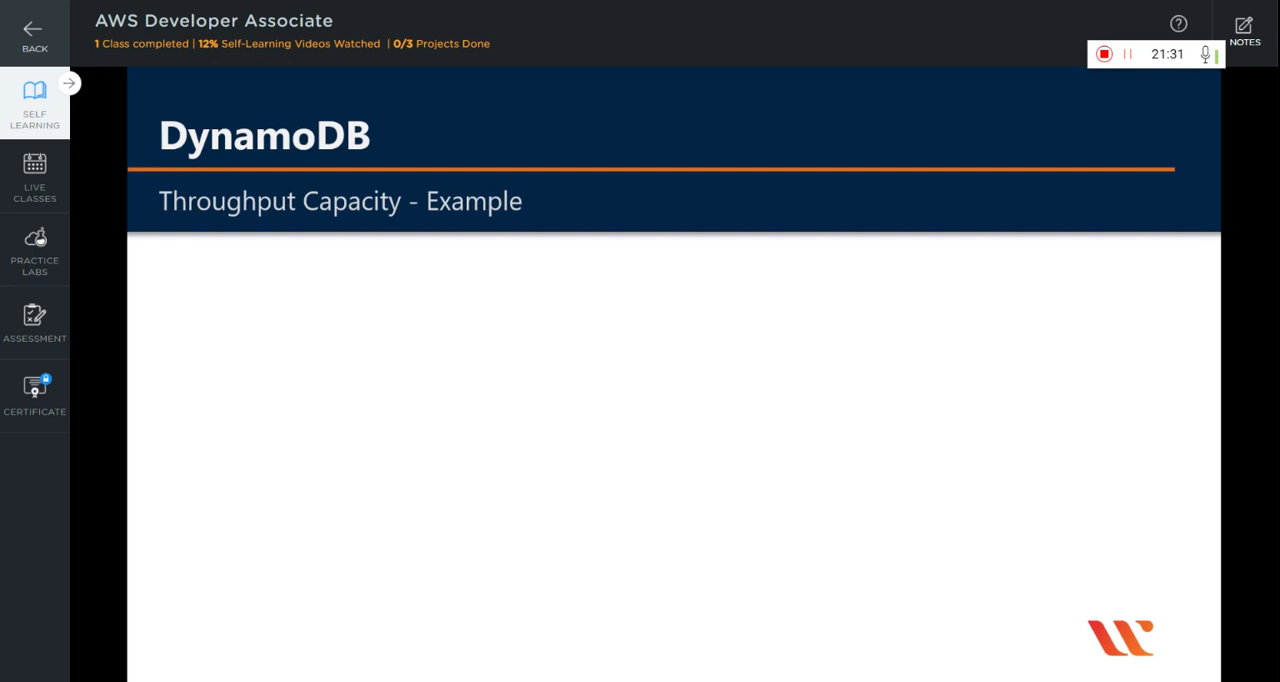 AWS Developer Associate
1 Class completed | 12% Self-Learning Videos Watched | 0/3 Projects Done
BACK
NOTES
21:31
SELF
LEARNING
LIVE
CLASSES
PRACTICE
LABS
ASSESSMENT
CERTIFICATE
DynamoDB
Throughput Capacity - Example